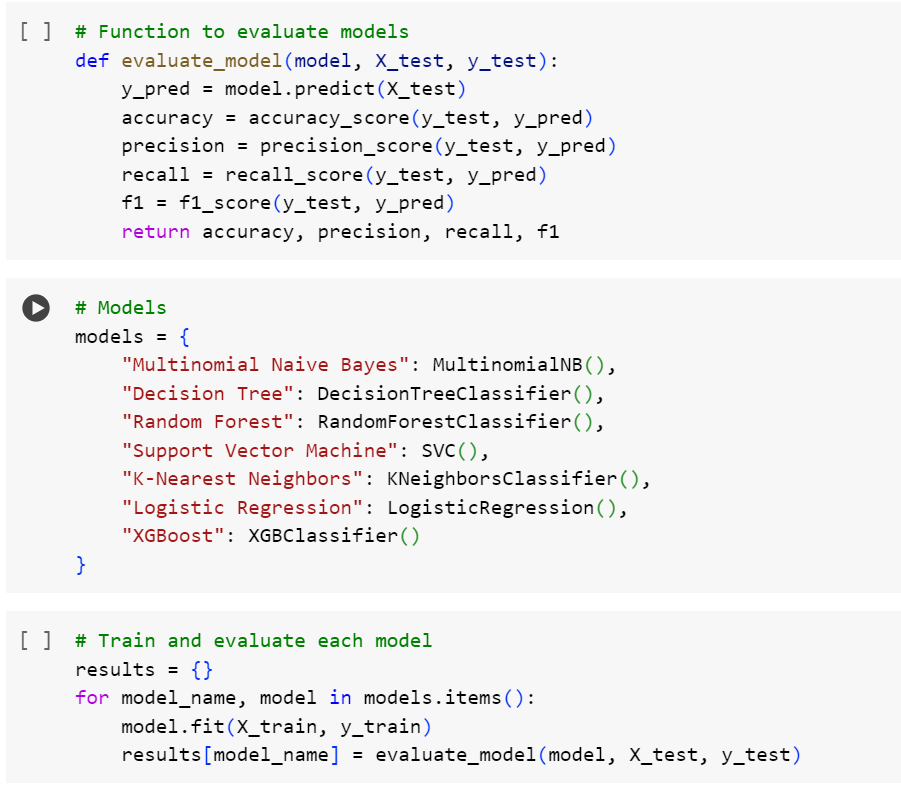 [ ] # Function to evaluate models
def evaluate_model(model, X_test, y_test):
    y_pred = model.predict(X_test)
    accuracy = accuracy_score(y_test, y_pred)
    precision = precision_score(y_test, y_pred)
    recall = recall_score(y_test, y_pred)
    f1 = f1_score(y_test, y_pred)
    return accuracy, precision, recall, f1
# Models
models = {
    "Multinomial Naive Bayes": MultinomialNB(),
    "Decision Tree": DecisionTreeClassifier(),
    "Random Forest": RandomForestClassifier(),
    "Support Vector Machine": SVC(),
    "K-Nearest Neighbors": KNeighborsClassifier(),
    "Logistic Regression": LogisticRegression(),
    "XGBoost": XGBClassifier()
}
[ ] # Train and evaluate each model
results = {}
for model_name, model in models.items():
    model.fit(X_train, y_train)
    results[model_name] = evaluate_model(model, X_test, y_test)